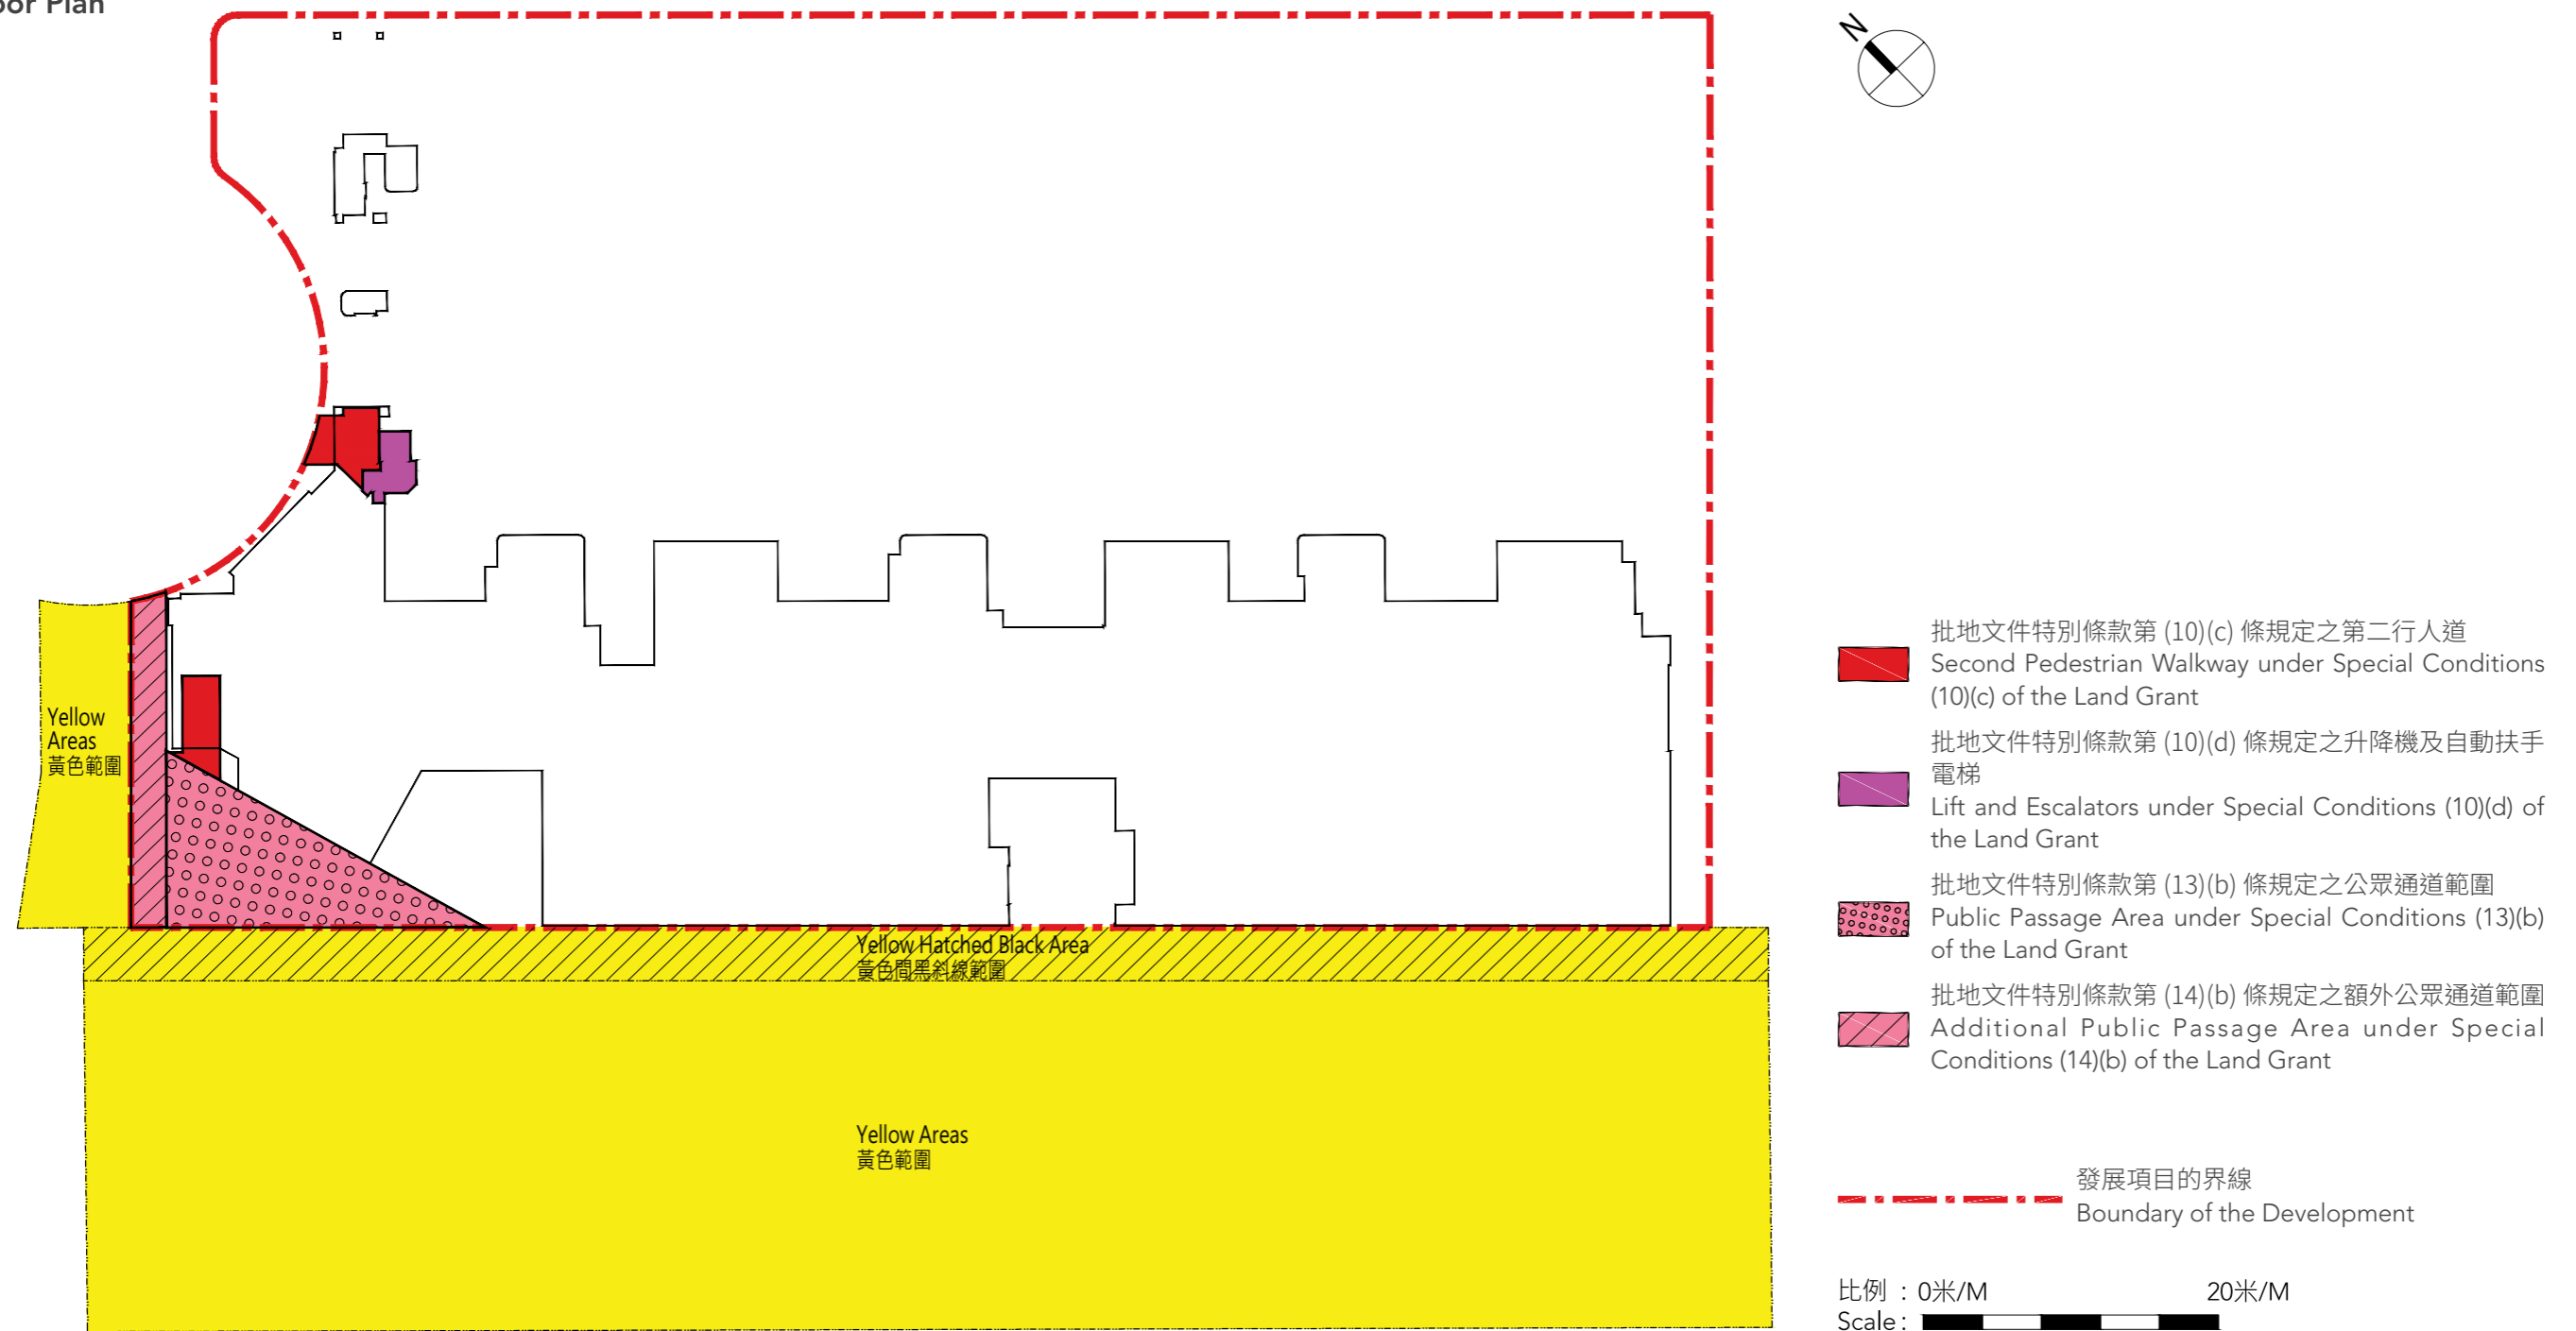 oor Plan
N
Yellow
Areas
黃色範圍
Yellow Hatched Black Area
黃色間黑斜線範圍
Yellow Areas
黃色範圍
批地文件特別條款第 (10)(c) 條規定之第二行人道
Second Pedestrian Walkway under Special Conditions
(10)(c) of the Land Grant
批地文件特別條款第 (10)(d) 條規定之升降機及自動扶手
電梯
Lift and Escalators under Special Conditions (10)(d) of
the Land Grant
批地文件特別條款第 (13)(b) 條規定之公眾通道範圍
Public Passage Area under Special Conditions (13)(b)
of the Land Grant
批地文件特別條款第 (14)(b) 條規定之額外公眾通道範圍
Additional Public Passage Area under Special
Conditions (14)(b) of the Land Grant
發展項目的界線
Boundary of the Development
比例 : 0米/M 20米/M
Scale :